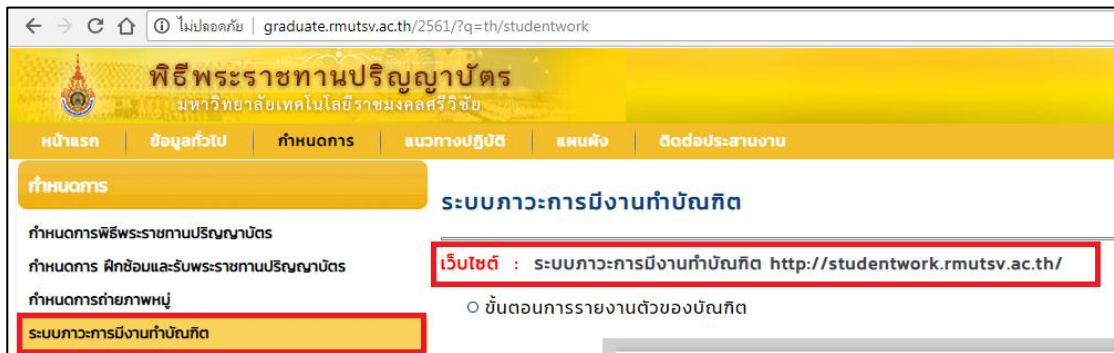 ไม่ปลอดภัย | graduate.rmutsv.ac.th/2561/?q=th/studentwork
พิธีพระราชทานปริญญาบัตร
มหาวิทยาลัยเทคโนโลยีราชมงคลศรีวิชัย
หน้าแรก ข้อมูลทั่วไป กำหนดการ แนวทางปฏิบัติ แผนผัง ติดต่อประสานงาน
กำหนดการ
ระบบภาวะการมีงานทำบัณฑิต
กำหนดการพิธีพระราชทานปริญญาบัตร
กำหนดการ ฝึกซ้อมและรับพระราชทานปริญญาบัตร
เว็บไซต์ : ระบบภาวะการมีงานทำบัณฑิต http://studentwork.rmutsv.ac.th/
กำหนดการถ่ายภาพหมู่
ขั้นตอนการรายงานตัวของบัณฑิต
ระบบภาวะการมีงานทำบัณฑิต